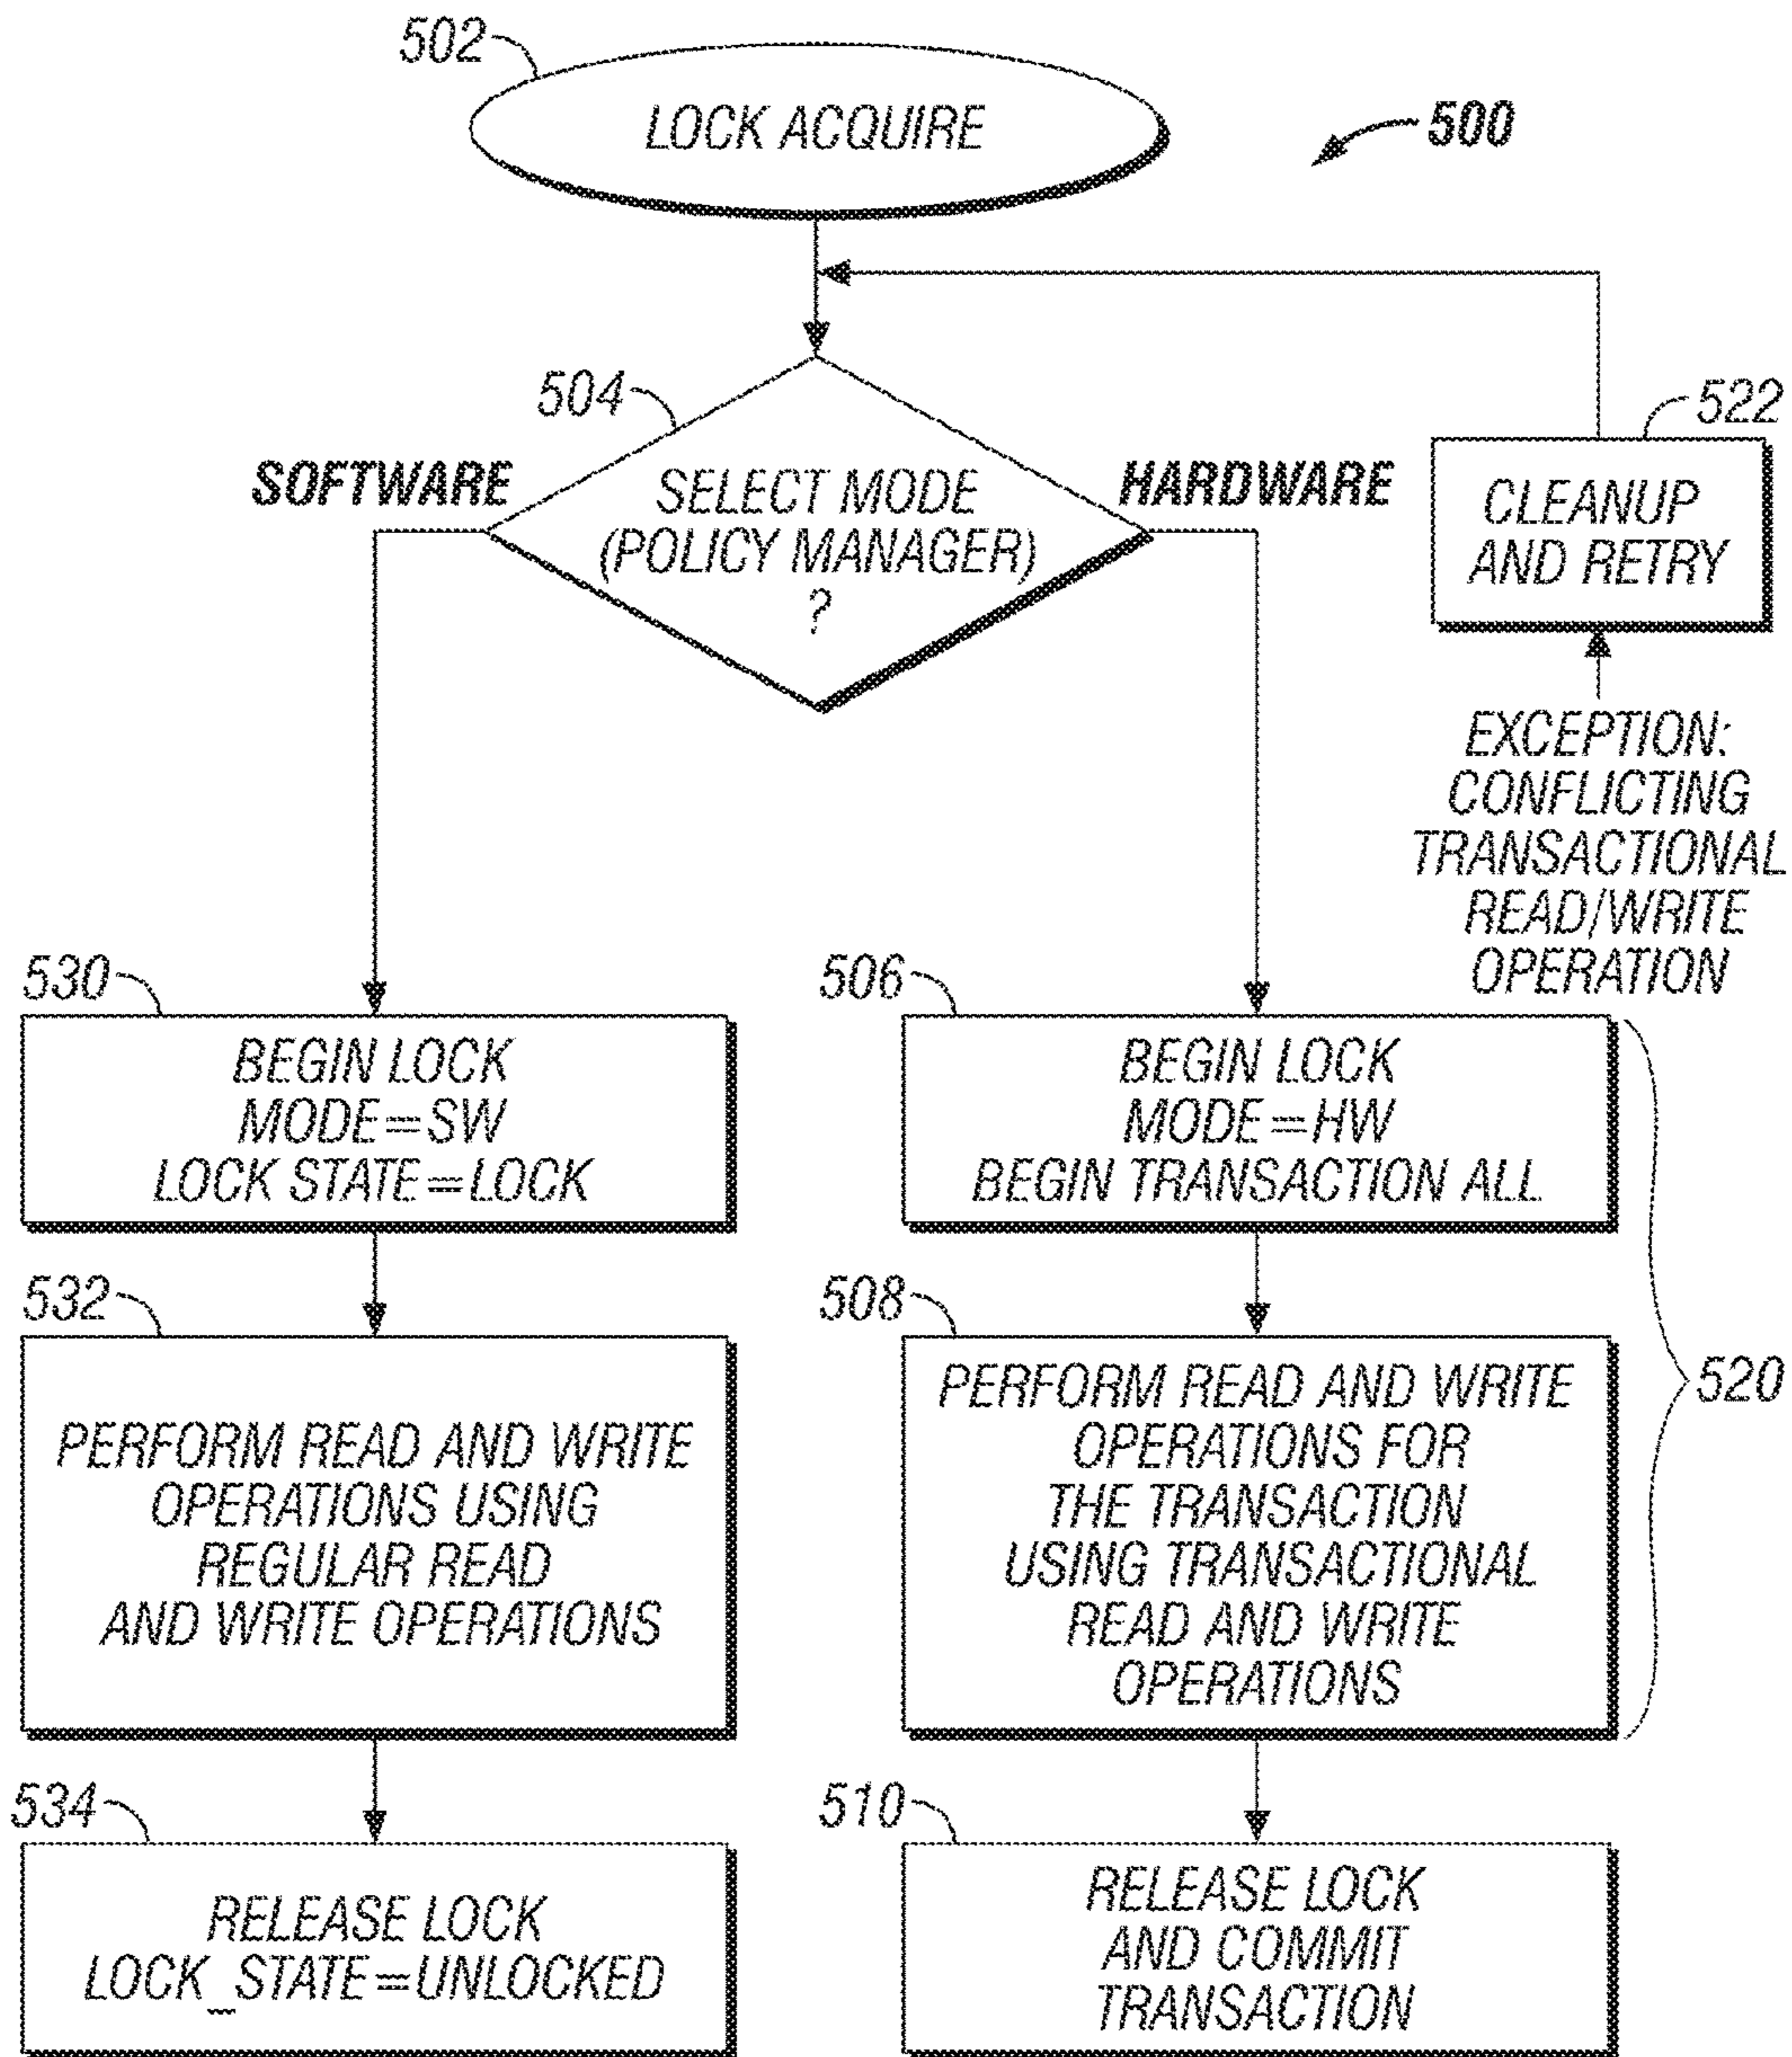 502
LOCK ACQUIRE
500
504
SOFTWARE
SELECT MODE
(POLICY MANAGER)
?
HARDWARE
522
CLEANUP
AND RETRY
EXCEPTION:
CONFLICTING
TRANSACTIONAL
READ/WRITE
OPERATION
530
BEGIN LOCK
MODE=SW
LOCK STATE=LOCK
506
BEGIN LOCK
MODE=HW
BEGIN TRANSACTION ALL
532
PERFORM READ AND WRITE
OPERATIONS USING
REGULAR READ
AND WRITE OPERATIONS
508
PERFORM READ AND WRITE
OPERATIONS FOR
THE TRANSACTION
USING TRANSACTIONAL
READ AND WRITE
OPERATIONS
520
534
RELEASE LOCK
LOCK_STATE=UNLOCKED
510
RELEASE LOCK
AND COMMIT
TRANSACTION